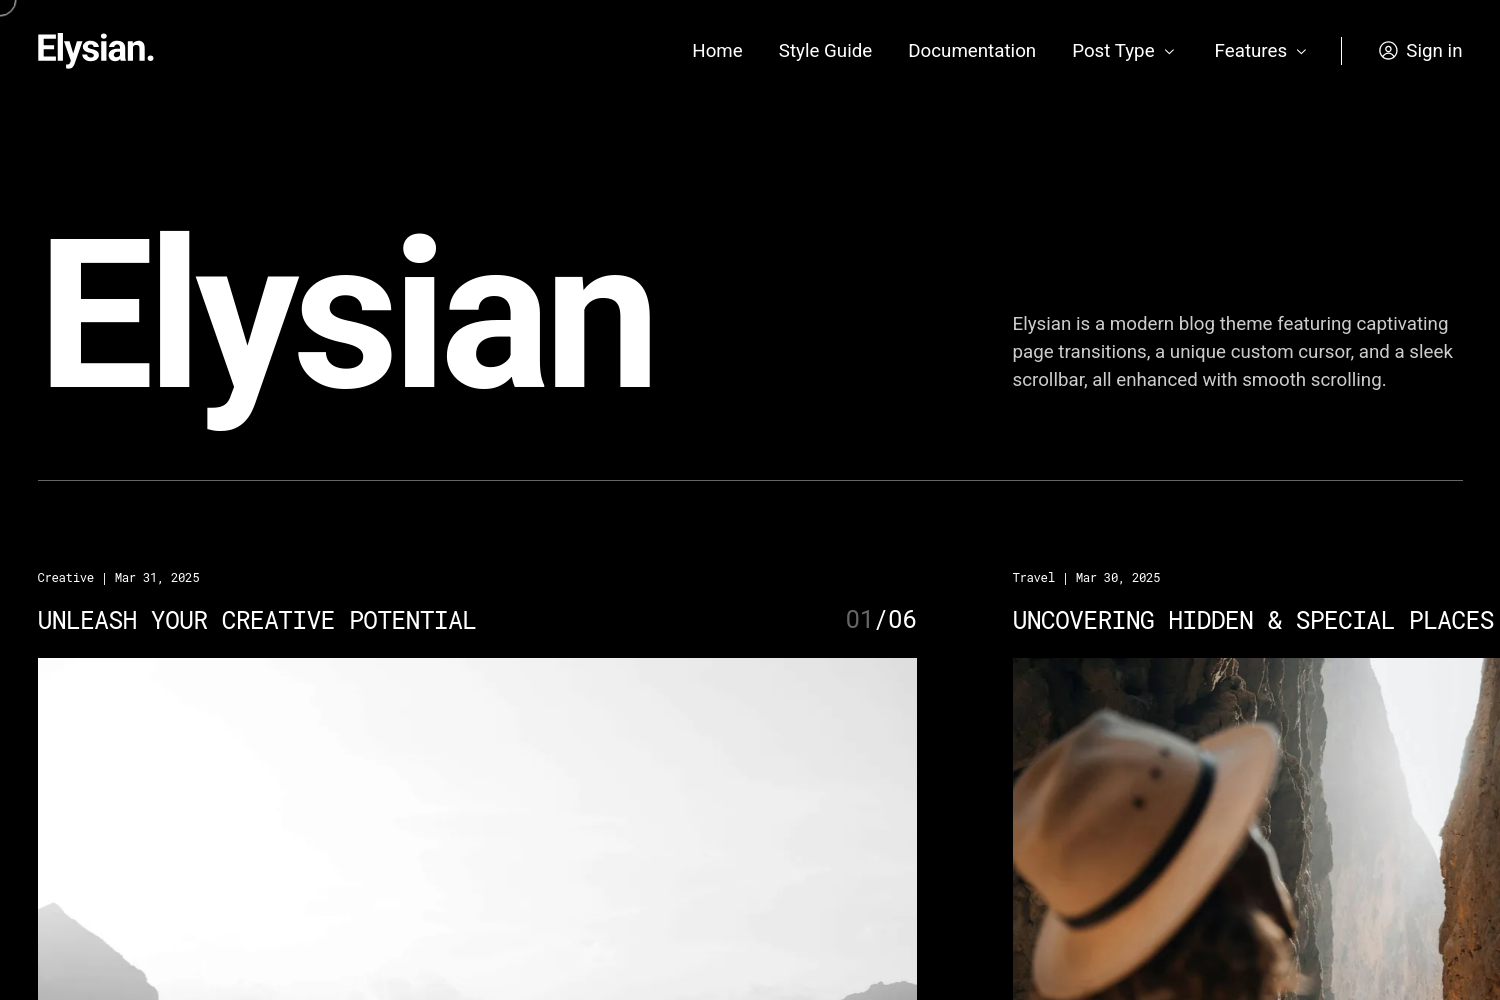 Elysian.
Home
Style Guide
Documentation
Post Type
Features
Sign in
Elysian
Elysian is a modern blog theme featuring captivating
page transitions, a unique custom cursor, and a sleek
scrollbar, all enhanced with smooth scrolling.
Creative | Mar 31, 2025
UNLEASH YOUR CREATIVE POTENTIAL
01/06
Travel | Mar 30, 2025
UNCOVERING HIDDEN & SPECIAL PLACES